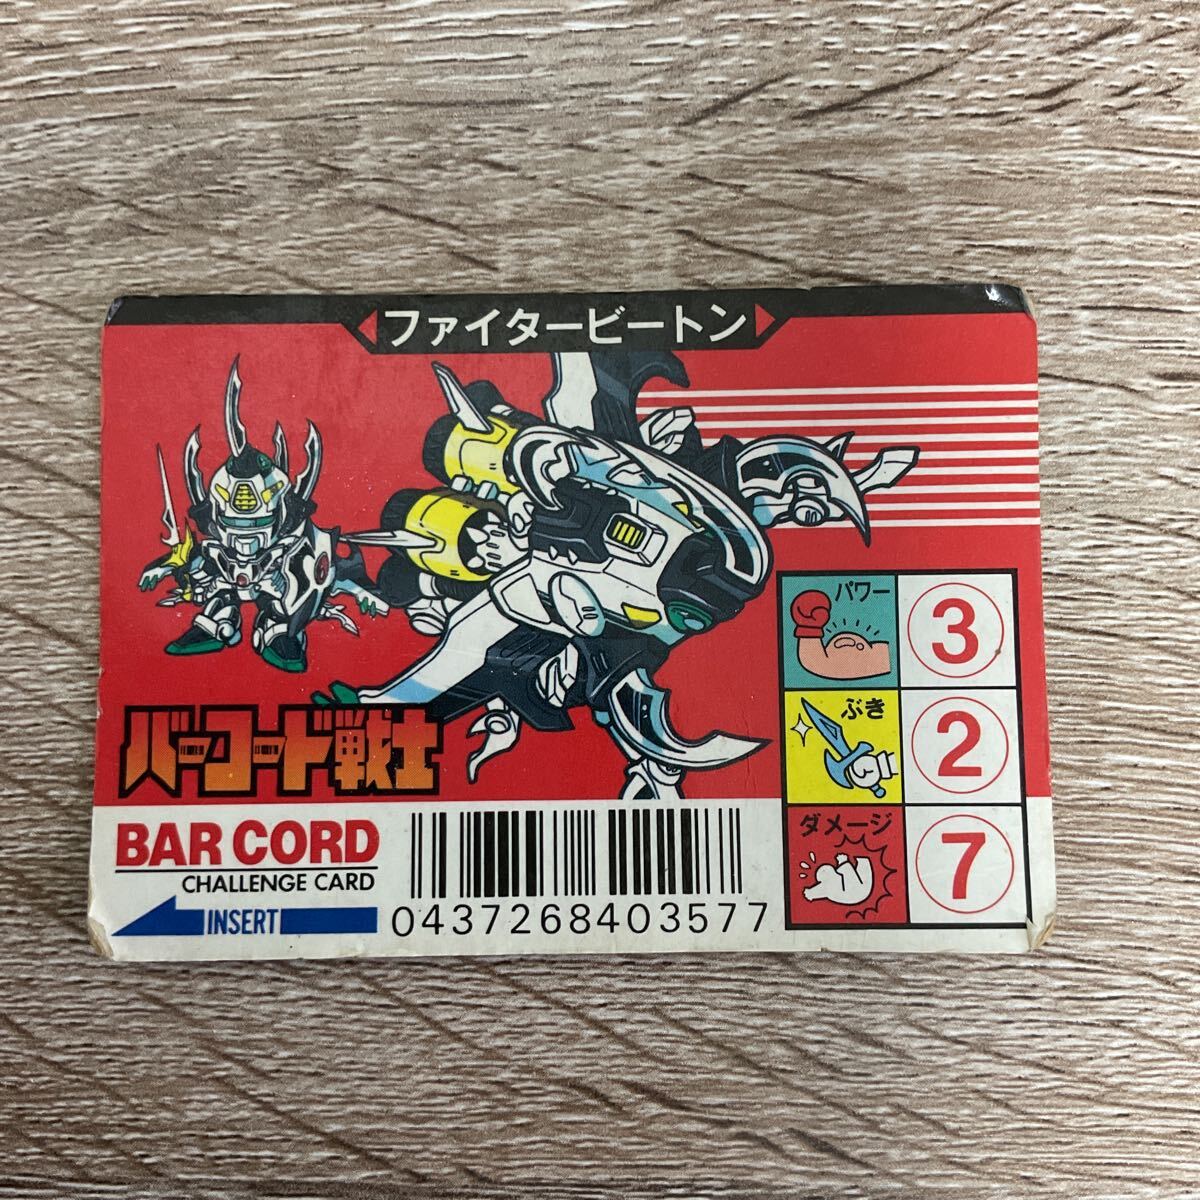 ファイタービートン
パワー
3
ぶき
2
ダメージ
7
バーコード戦士
BAR CORD
CHALLENGE CARD
INSERT
0437268403577